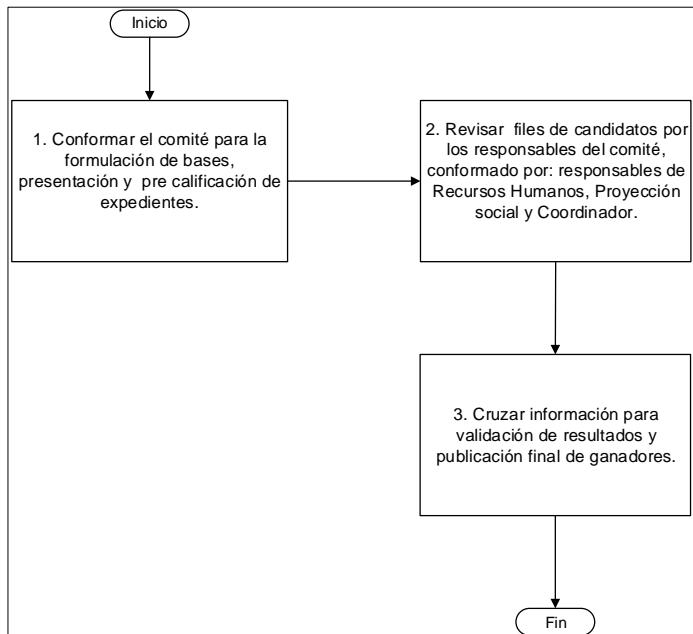 Inicio
1. Conformar el comité para la
formulación de bases,
presentación y pre calificación de
expedientes.
2. Revisar files de candidatos por
los responsables del comité,
conformado por: responsables de
Recursos Humanos, Proyección
social y Coordinador.
3. Cruzar información para
validación de resultados y
publicación final de ganadores.
Fin